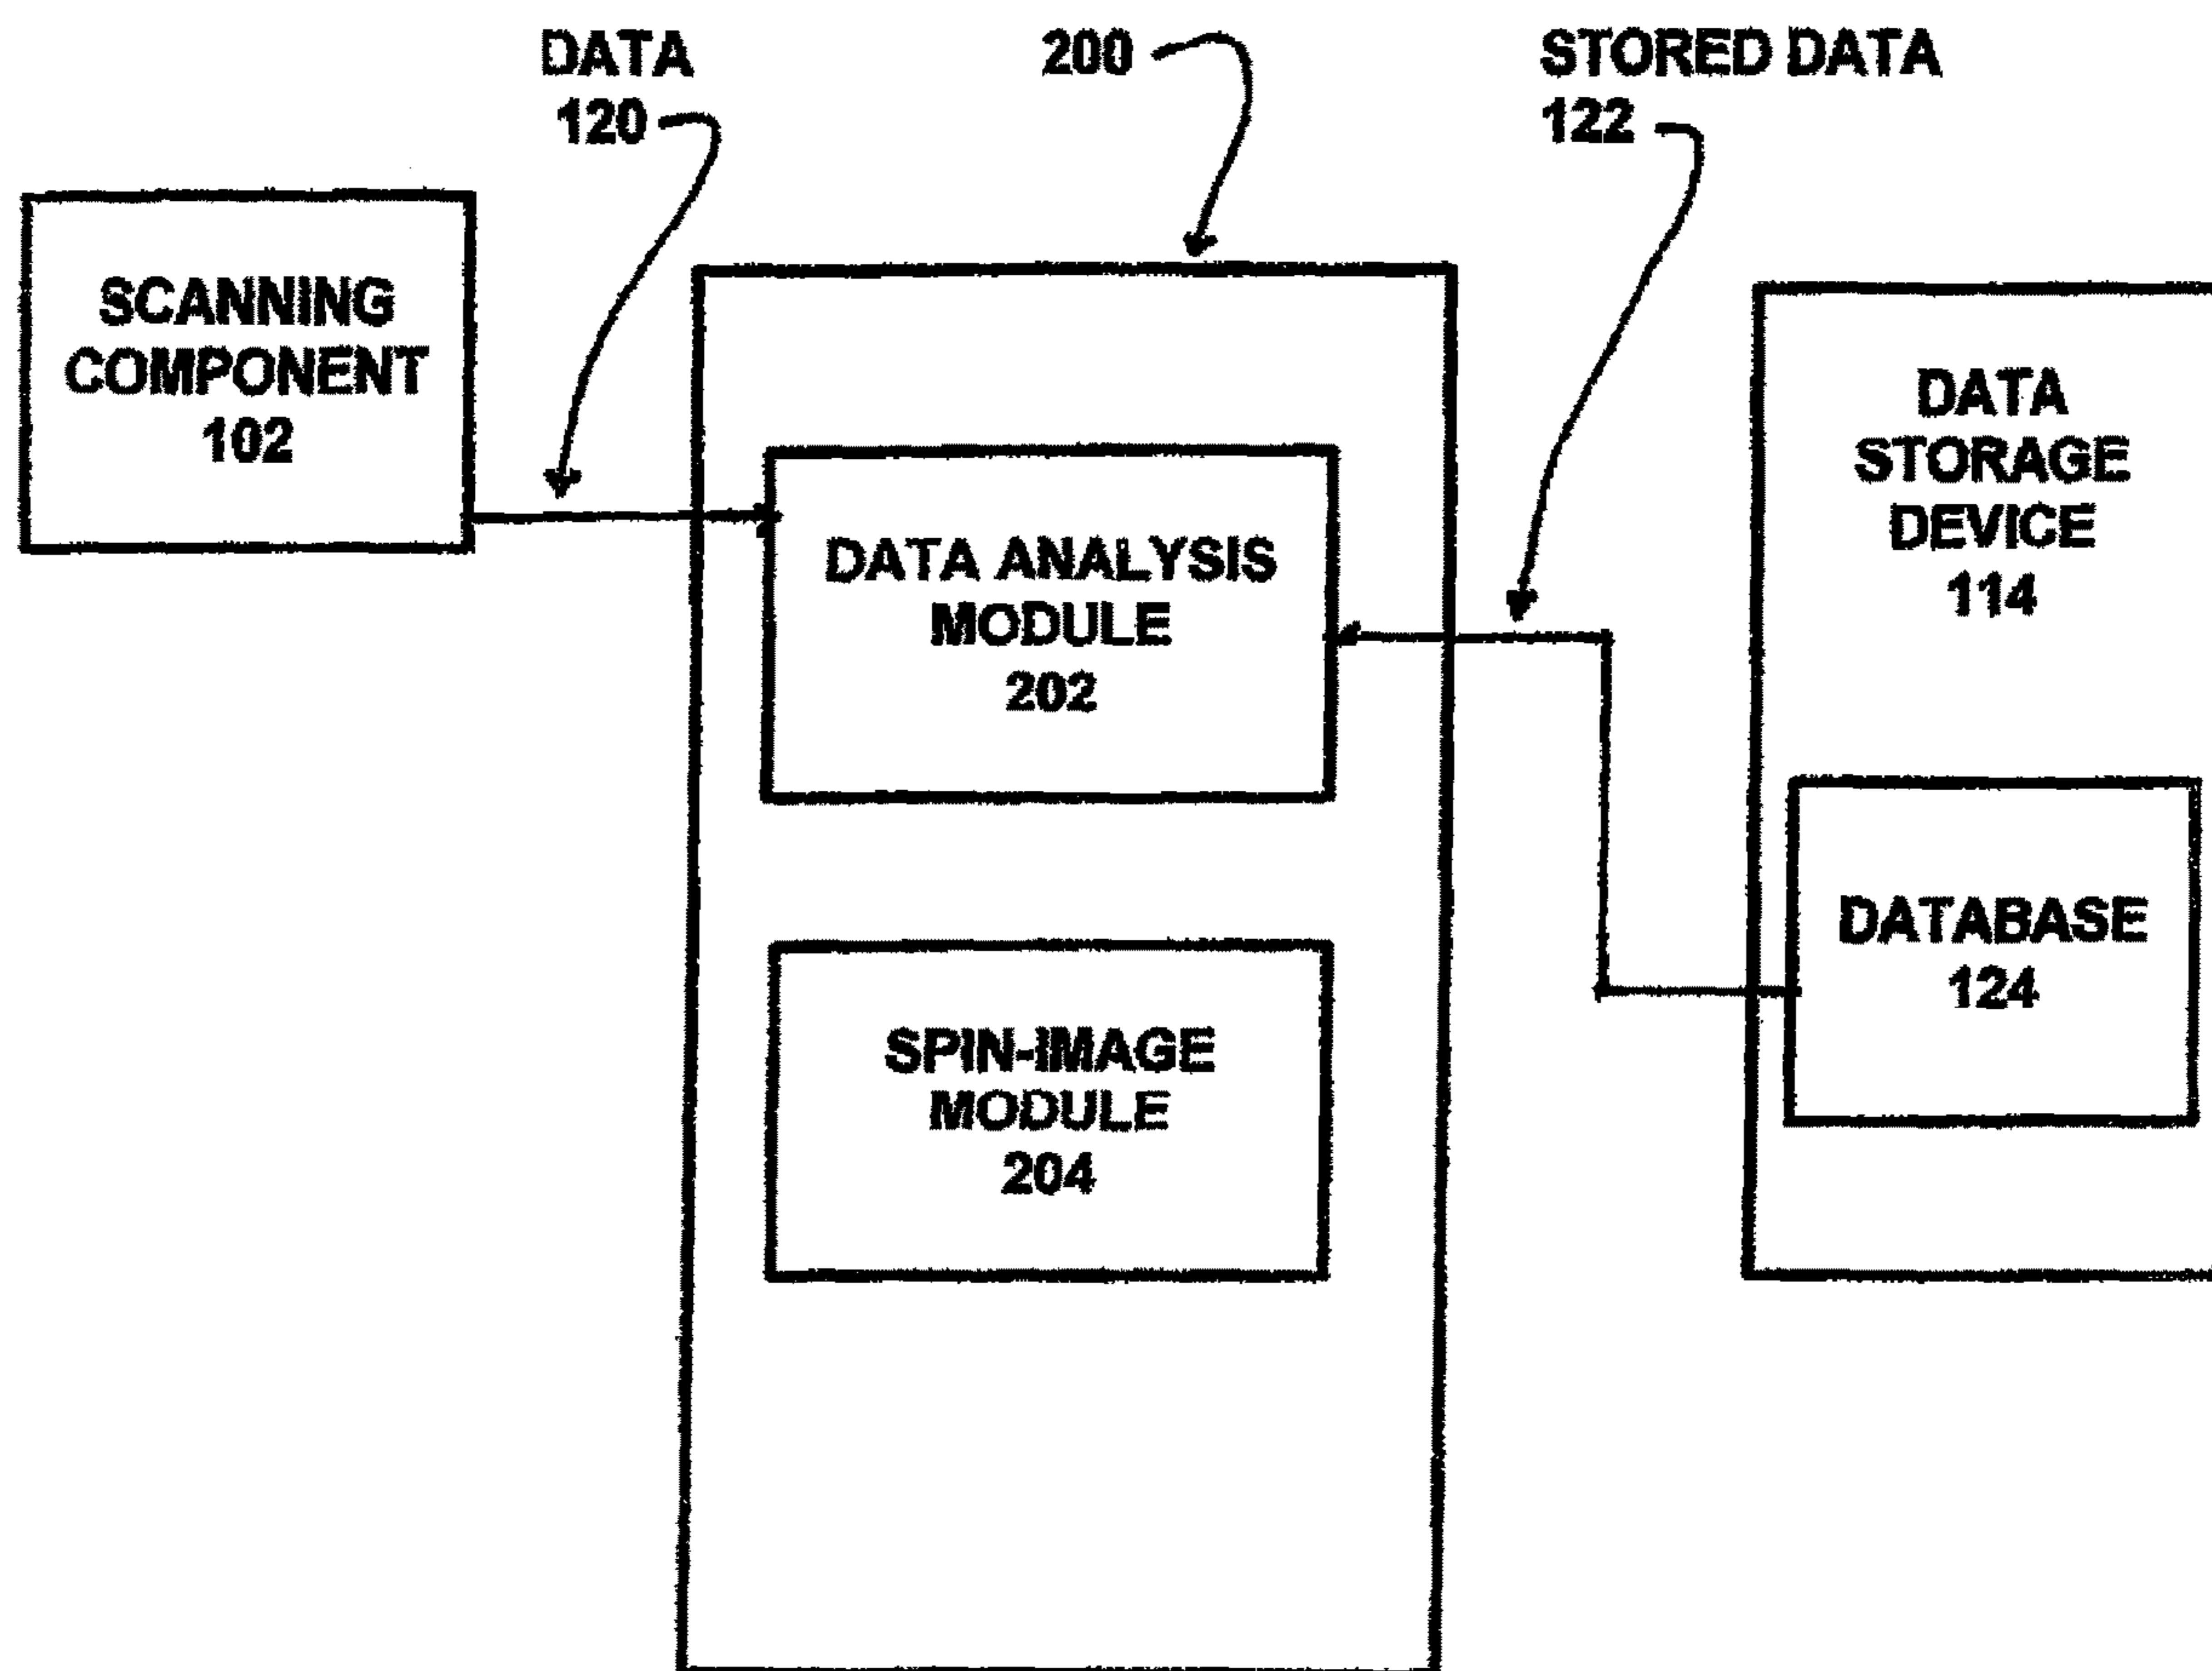 DATA
120
200
STORED DATA
122
SCANNING
COMPONENT
102
DATA ANALYSIS
MODULE
202
SPIN-IMAGE
MODULE
204
DATA
STORAGE
DEVICE
114
DATABASE
124